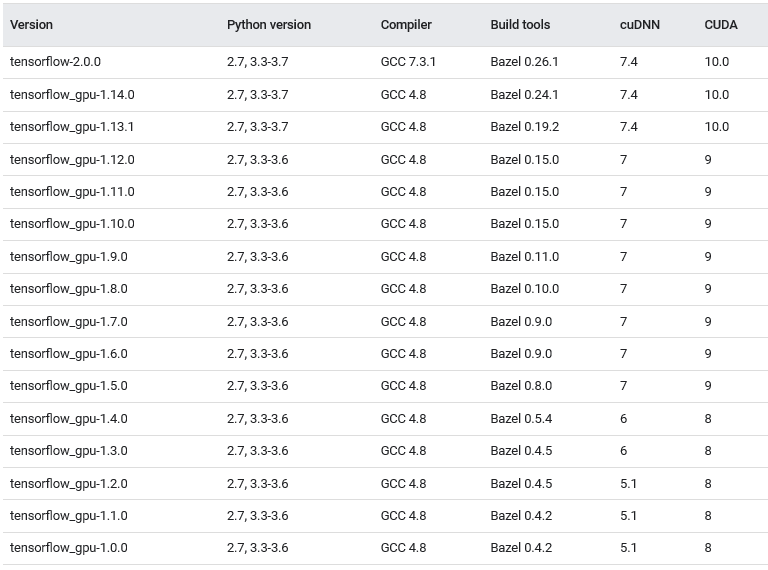 Version Python version Compiler Build tools cuDNN CUDA
tensorflow-2.0.0 2.7, 3.3-3.7 GCC 7.3.1 Bazel 0.26.1 7.4 10.0
tensorflow_gpu-1.14.0 2.7, 3.3-3.7 GCC 4.8 Bazel 0.24.1 7.4 10.0
tensorflow_gpu-1.13.1 2.7, 3.3-3.7 GCC 4.8 Bazel 0.19.2 7.4 10.0
tensorflow_gpu-1.12.0 2.7, 3.3-3.6 GCC 4.8 Bazel 0.15.0 7 9
tensorflow_gpu-1.11.0 2.7, 3.3-3.6 GCC 4.8 Bazel 0.15.0 7 9
tensorflow_gpu-1.10.0 2.7, 3.3-3.6 GCC 4.8 Bazel 0.15.0 7 9
tensorflow_gpu-1.9.0 2.7, 3.3-3.6 GCC 4.8 Bazel 0.11.0 7 9
tensorflow_gpu-1.8.0 2.7, 3.3-3.6 GCC 4.8 Bazel 0.10.0 7 9
tensorflow_gpu-1.7.0 2.7, 3.3-3.6 GCC 4.8 Bazel 0.9.0 7 9
tensorflow_gpu-1.6.0 2.7, 3.3-3.6 GCC 4.8 Bazel 0.9.0 7 9
tensorflow_gpu-1.5.0 2.7, 3.3-3.6 GCC 4.8 Bazel 0.8.0 7 9
tensorflow_gpu-1.4.0 2.7, 3.3-3.6 GCC 4.8 Bazel 0.5.4 6 8
tensorflow_gpu-1.3.0 2.7, 3.3-3.6 GCC 4.8 Bazel 0.4.5 6 8
tensorflow_gpu-1.2.0 2.7, 3.3-3.6 GCC 4.8 Bazel 0.4.5 5.1 8
tensorflow_gpu-1.1.0 2.7, 3.3-3.6 GCC 4.8 Bazel 0.4.2 5.1 8
tensorflow_gpu-1.0.0 2.7, 3.3-3.6 GCC 4.8 Bazel 0.4.2 5.1 8